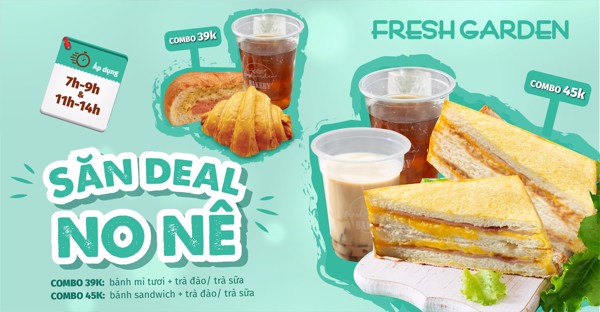 FRESH GARDEN
COMBO 39K
COMBO 45K
Áp dụng
7h-9h
&
11h-14h
SĂN DEAL
NO NÊ
COMBO 39K: bánh mì tươi + trà đào/ trà sữa
COMBO 45K: bánh sandwich + trà đào/ trà sữa